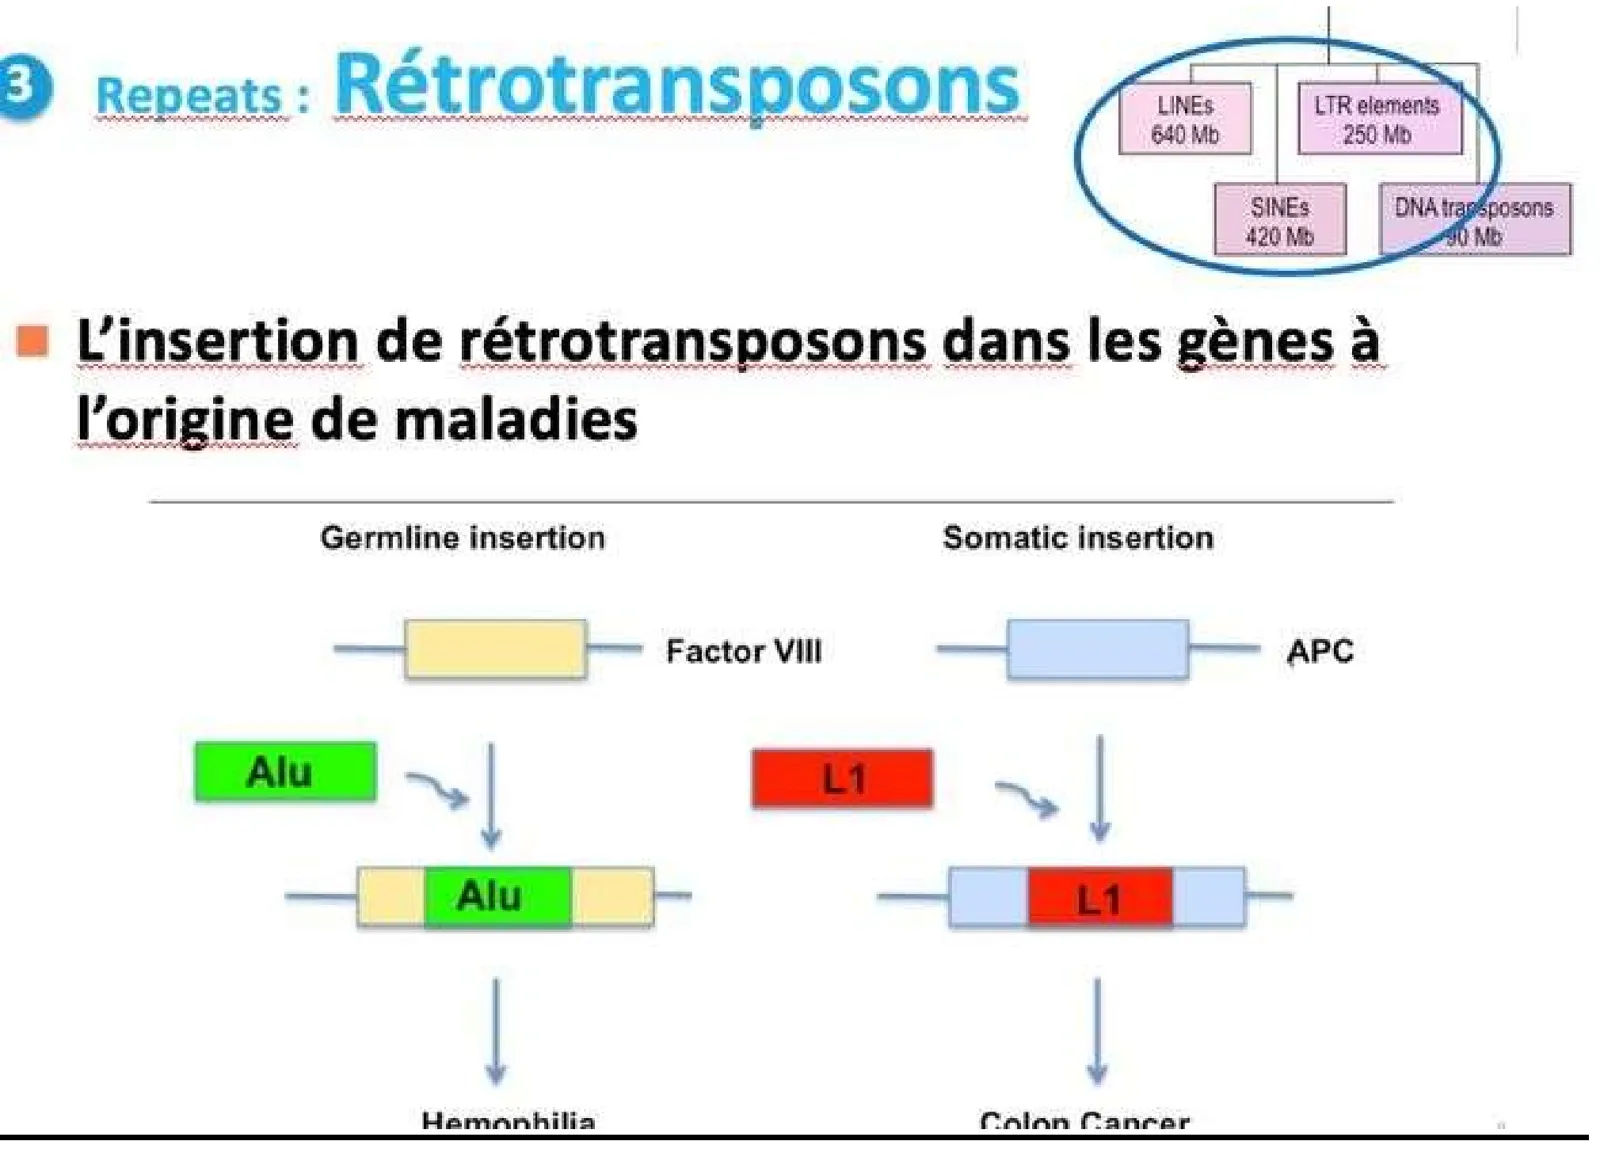 3 Repeats : Rétrotransposons
LINEs
640 Mb
LTR elements
250 Mb
SINEs
420 Mb
DNA transposons
90 Mb
L’insertion de rétrotransposons dans les gènes à
l’origine de maladies
Germline insertion
Somatic insertion
Factor VIII
APC
Alu
L1
Alu
L1
Hemophilia
Colon Cancer